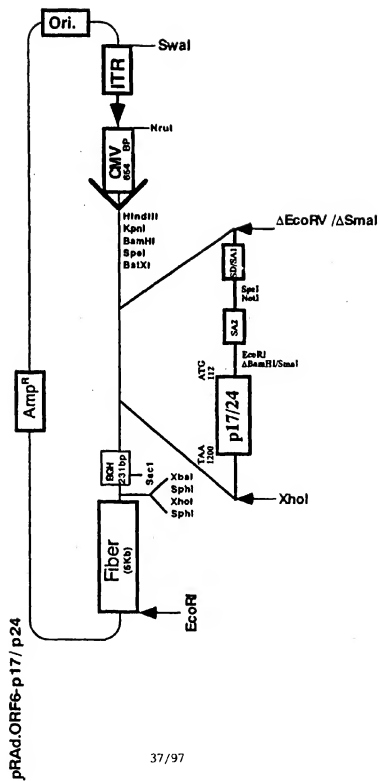 pRAd.ORF6-p17/p24
Ori.
SwaI
ITR
NruI
CMV
664 BP
HindIII
KpnI
BamHI
SpeI
BstXI
ΔEcoRV /ΔSmaI
SD/SA1
SpeI
NotI
SA2
EcoRI
ΔBamHI/SmaI
ATG
112
p17/24
TAA
1200
XhoI
AmpR
BGH
231bp
SacI
XbaI
SphI
XhoI
SphI
Fiber
(6Kb)
EcoRI
37/97